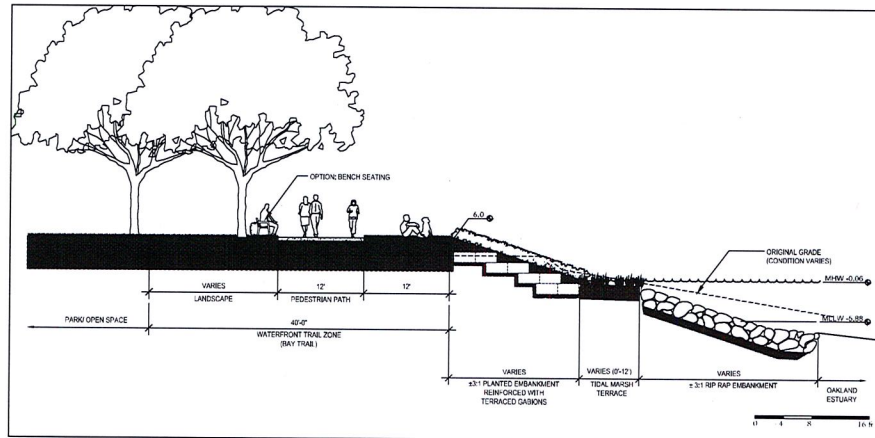 OPTION: BENCH SEATING
6.0
ORIGINAL GRADE
(CONDITION VARIES)
MHW -0.06
MLLW -5.88
VARIES
12'
12'
LANDSCAPE
PEDESTRIAN PATH
PARK/ OPEN SPACE
40'-0"
WATERFRONT TRAIL ZONE
(BAY TRAIL)
VARIES
±3:1 PLANTED EMBANKMENT
REINFORCED WITH
TERRACED GABIONS
VARIES (0'-12')
TIDAL MARSH
TERRACE
VARIES
± 3:1 RIP RAP EMBANKMENT
OAKLAND
ESTUARY
0 4 8 16 ft